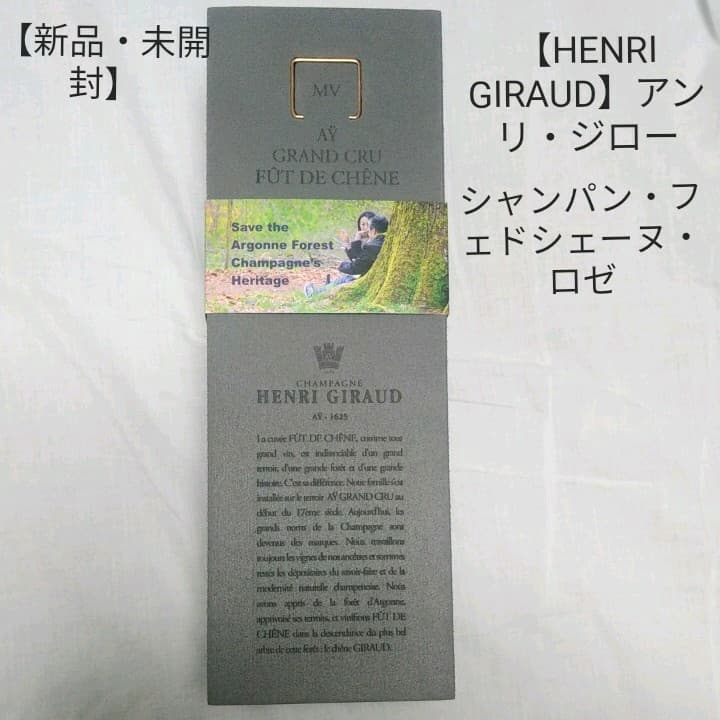 【新品・未開
封】
【HENRI
GIRAUD】アン
リ・ジロー
シャンパン・フ
ェドシェーヌ・
ロゼ
MV
AŸ
GRAND CRU
FÛT DE CHÊNE
Save the
Argonne Forest
Champagne's
Heritage
CHAMPAGNE
HENRI GIRAUD
AŸ - 1625
La cuvée FÛT DE CHÊNE, comme tout
grand vin, est indissociable d'un grand
terroir, d'une grande forêt et d'une grande
histoire. C'est sa différence. Notre famille s'est
installée sur le terroir AŸ GRAND CRU au
début du 17ème siècle. Aujourd'hui, les
grands noms de la Champagne sont
devenus des marques. Nous travaillons
toujours les vignes de nos ancêtres et sommes
restés les dépositaires du savoir-faire et de la
modernité naturelle champenoise. Nous
avons appris de la forêt d'Argonne,
apprivoisé ses terroirs, et vinifions FÛT DE
CHÊNE dans la descendance du plus bel
arbre de cette forêt : le chêne GIRAUD.